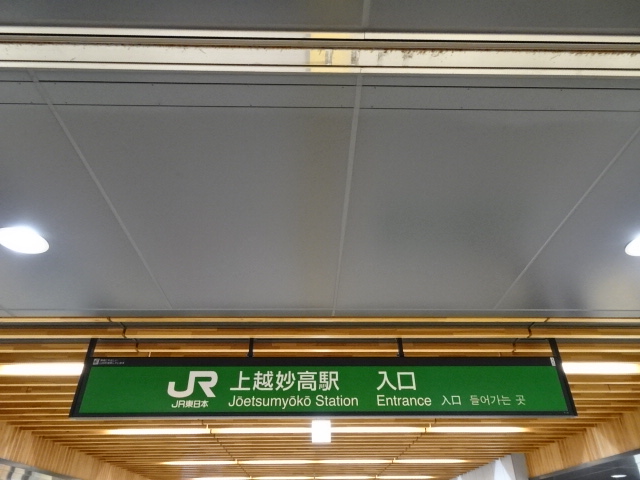 JR 上越妙高駅 入口
JR東日本 Jōetsumyōkō Station Entrance 入口 들어가는 곳